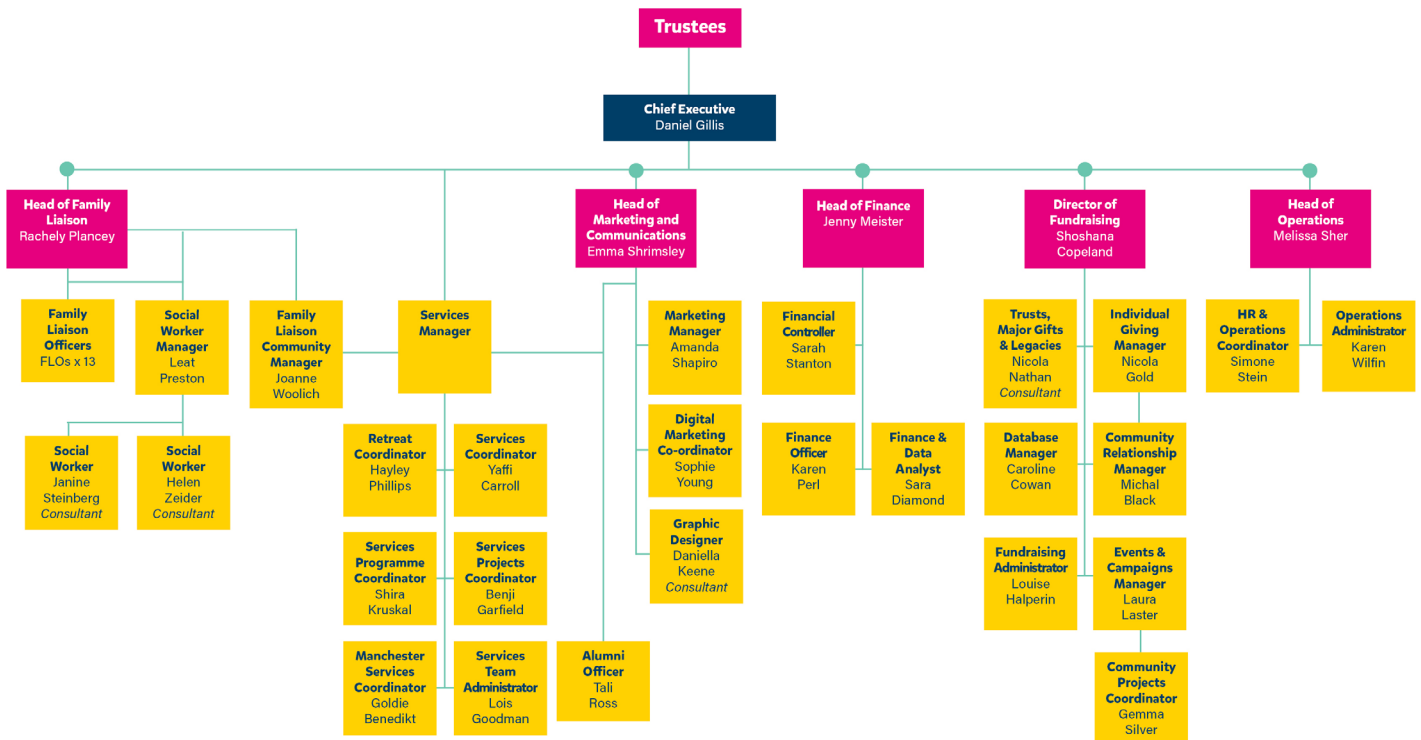 Trustees
Chief Executive
Daniel Gillis
Head of Family
Liaison
Rachely Plancey
Head of
Marketing and
Communications
Emma Shrimsley
Head of Finance
Jenny Meister
Director of
Fundraising
Shoshana
Copeland
Head of
Operations
Melissa Sher
Family
Liaison
Officers
FLOs x 13
Social
Worker
Manager
Leat
Preston
Family
Liaison
Community
Manager
Joanne
Woolich
Services
Manager
Marketing
Manager
Amanda
Shapiro
Financial
Controller
Sarah
Stanton
Trusts,
Major Gifts
& Legacies
Nicola
Nathan
Consultant
Individual
Giving
Manager
Nicola
Gold
HR &
Operations
Coordinator
Simone
Stein
Operations
Administrator
Karen
Wilfin
Social
Worker
Janine
Steinberg
Consultant
Social
Worker
Helen
Zeider
Consultant
Retreat
Coordinator
Hayley
Phillips
Services
Coordinator
Yaffi
Carroll
Digital
Marketing
Co-ordinator
Sophie
Young
Finance
Officer
Karen
Perl
Finance &
Data
Analyst
Sara
Diamond
Database
Manager
Caroline
Cowan
Community
Relationship
Manager
Michal
Black
Services
Programme
Coordinator
Shira
Kruskal
Services
Projects
Coordinator
Benji
Garfield
Graphic
Designer
Daniella
Keene
Consultant
Fundraising
Administrator
Louise
Halperin
Events &
Campaigns
Manager
Laura
Laster
Manchester
Services
Coordinator
Goldie
Benedikt
Services
Team
Administrator
Lois
Goodman
Alumni
Officer
Tali
Ross
Community
Projects
Coordinator
Gemma
Silver